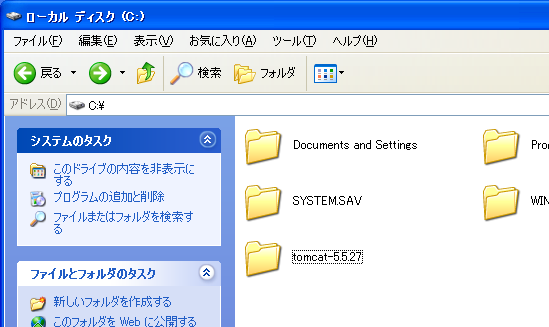 ローカル ディスク (C:)
ファイル(F) 編集(E) 表示(V) お気に入り(A) ツール(T) ヘルプ(H)
戻る 検索 フォルダ
アドレス(D) C:¥
システムのタスク
このドライブの内容を非表示に
する
プログラムの追加と削除
ファイルまたはフォルダを検索す
る
ファイルとフォルダのタスク
新しいフォルダを作成する
このフォルダを Web に公開する
Documents and Settings
Pro
SYSTEM.SAV
WIN
tomcat-5.5.27